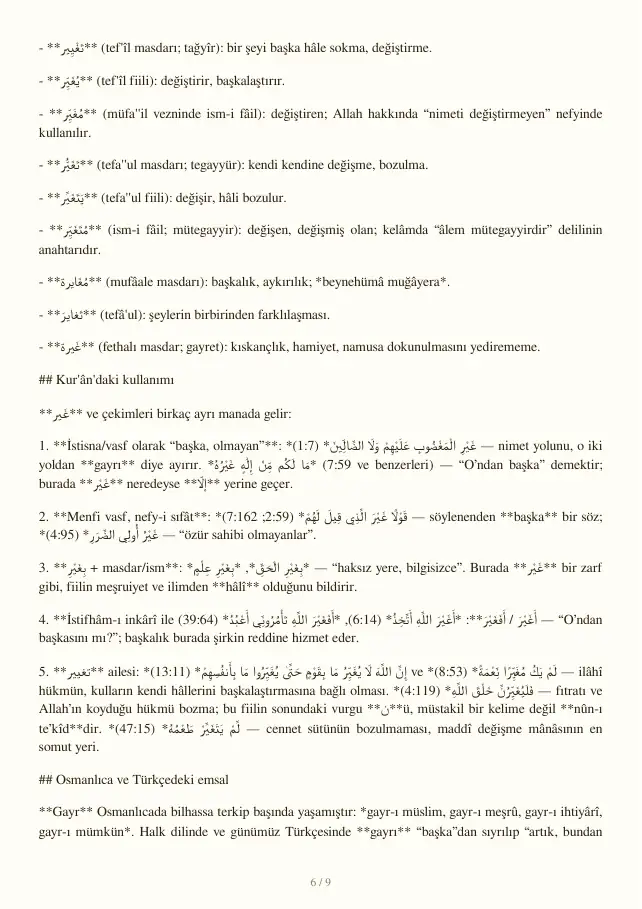 - **تَغْيِير** (tef'îl masdarı; tağyîr): bir şeyi başka hâle sokma, değiştirme.
- **يُغَيِّر** (tef'îl fiili): değiştirir, başkalaştırır.
- **مُغَيِّر** (müfa''il vezninde ism-i fâil): değiştiren; Allah hakkında “nimeti değiştirmeyen” nefyinde
kullanılır.
- **تَغَيُّر** (tefa''ul masdarı; tegayyür): kendi kendine değişme, bozulma.
- **يَتَغَيَّر** (tefa''ul fiili): değişir, hâli bozulur.
- **مُتَغَيِّر** (ism-i fâil; mütegayyir): değişen, değişmiş olan; kelâmda “âlem mütegayyirdir” delilinin
anahtarıdır.
- **مُغَايَرة** (mufâale masdarı): başkalık, aykırılık; *beynehümâ muğâyera*.
- **تَغَايُر** (tefâ'ul): şeylerin birbirinden farklılaşması.
- **غَيْرة** (fethalı masdar; gayret): kıskançlık, hamiyet, namusa dokunulmasını yedirememe.
## Kur'ân'daki kullanımı
**غَير** ve çekimleri birkaç ayrı manada gelir:
1. **İstisna/vasf olarak “başka, olmayan”**: *غَيْرِ الْمَغْضُوبِ عَلَيْهِمْ وَلَا الضَّالِّينَ* (1:7) — nimet yolunu, o iki
yoldan **gayrı** diye ayırır. *مَا لَكُم مِّنْ إِلَٰهٍ غَيْرُهُ* (7:59 ve benzerleri) — “O’ndan başka” demektir;
burada **غَيْر** neredeyse **إلّا** yerine geçer.
2. **Menfi vasf, nefy-i sıfât**: *قَوْلًا غَيْرَ الَّذِي قِيلَ لَهُمْ* (2:59; 7:162) — söylenenden **başka** bir söz;
*غَيْرُ أُولِي الضَّرَرِ* (4:95) — “özür sahibi olmayanlar”.
3. **بِغَيْرِ + masdar/ism**: *بِغَيْرِ الْحَقِّ*, *بِغَيْرِ عِلْمٍ* — “haksız yere, bilgisizce”. Burada **غَيْر** bir zarf
gibi, fiilin meşruiyet ve ilimden **hâlî** olduğunu bildirir.
4. **İstifhâm-ı inkârî ile أَغَيْرَ / أَفَغَيْرَ**: *أَغَيْرَ اللَّهِ أَتَّخِذُ* (6:14), *أَفَغَيْرَ اللَّهِ تَأْمُرُونِّي أَعْبُدُ* (39:64) — “O’ndan
başkasını mı?”; başkalık burada şirkin reddine hizmet eder.
5. **تغيير** ailesi: *إِنَّ اللَّهَ لَا يُغَيِّرُ مَا بِقَوْمٍ حَتَّىٰ يُغَيِّرُوا مَا بِأَنفُسِهِمْ* (13:11) ve *لَمْ يَكُ مُغَيِّرًا نِّعْمَةً* (8:53) — ilâhî
hükmün, kulların kendi hâllerini başkalaştırmasına bağlı olması. *فَلَيُغَيِّرُنَّ خَلْقَ اللَّهِ* (4:119) — fıtratı ve
Allah’ın koyduğu hükmü bozma; bu fiilin sonundaki vurgu **ن**ü, müstakil bir kelime değil **nûn-ı
te'kîd**dir. *لَّمْ يَتَغَيَّرْ طَعْمُهُ* (47:15) — cennet sütünün bozulmaması, maddî değişme mânâsının en
somut yeri.
## Osmanlıca ve Türkçedeki emsal
**Gayr** Osmanlıcada bilhassa terkip başında yaşamıştır: *gayr-ı müslim, gayr-ı meşrû, gayr-ı ihtiyârî,
gayr-ı mümkün*. Halk dilinde ve günümüz Türkçesinde **gayrı** “başka”dan sıyrılıp “artık, bundan
6 / 9